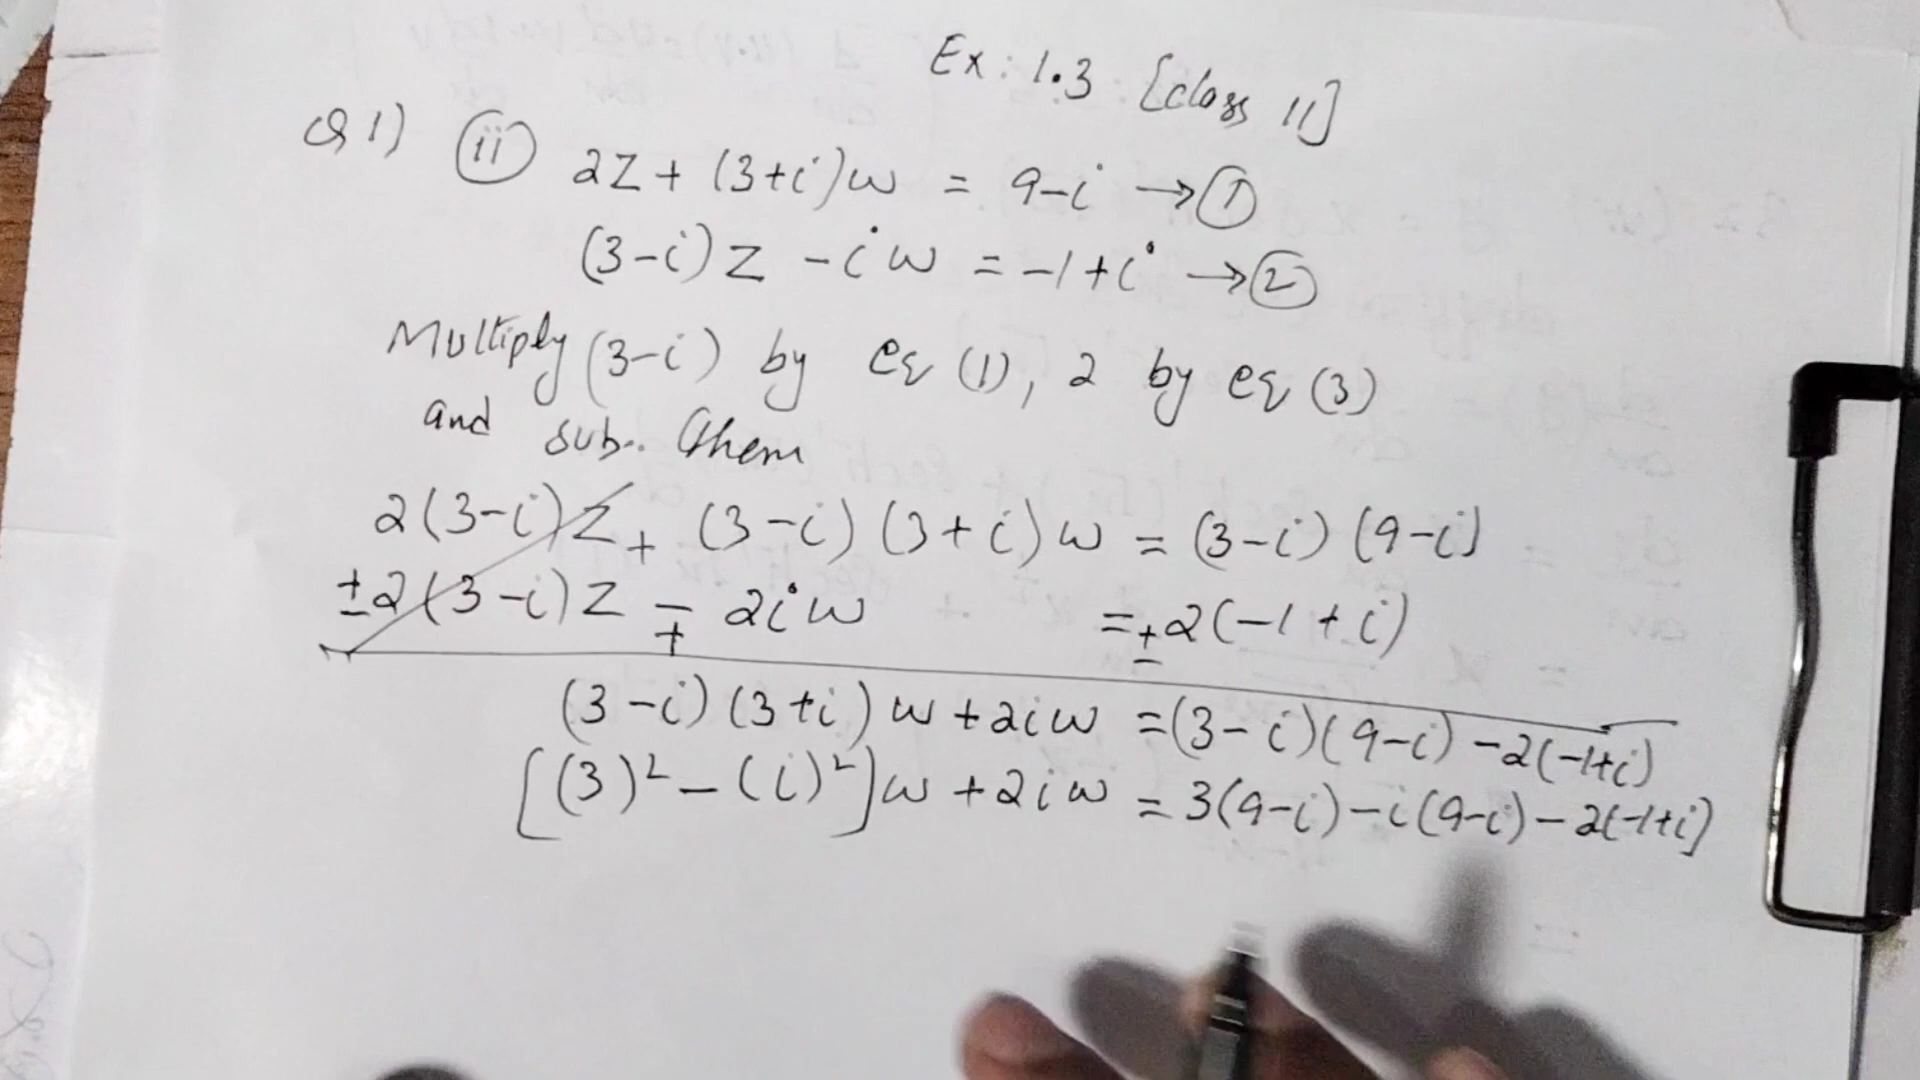 Ex: 1.3 [class 11]
Q1) (ii) 2z + (3+i)w = 9-i → ①
(3-i)z - iw = -1+i → ②
Multiply (3-i) by eq (1), 2 by eq (3)
and sub.. them
2(3-i)z + (3-i)(3+i)w = (3-i)(9-i)
±2(3-i)z ∓ 2iw = ±2(-1+i)
(3-i)(3+i)w + 2iw = (3-i)(9-i) - 2(-1+i)
[(3)² - (i)²]w + 2iw = 3(9-i) - i(9-i) - 2(-1+i)